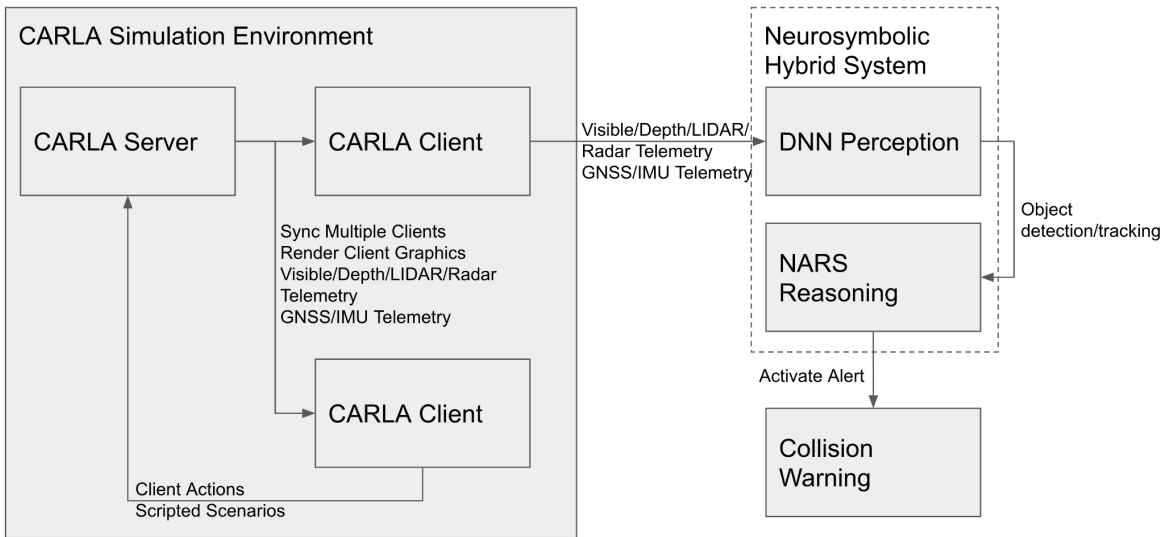 CARLA Simulation Environment
CARLA Server
CARLA Client
Sync Multiple Clients
Render Client Graphics
Visible/Depth/LIDAR/Radar
Telemetry
GNSS/IMU Telemetry
CARLA Client
Client Actions
Scripted Scenarios
Visible/Depth/LIDAR/
Radar Telemetry
GNSS/IMU Telemetry
Neurosymbolic
Hybrid System
DNN Perception
Object
detection/tracking
NARS
Reasoning
Activate Alert
Collision
Warning